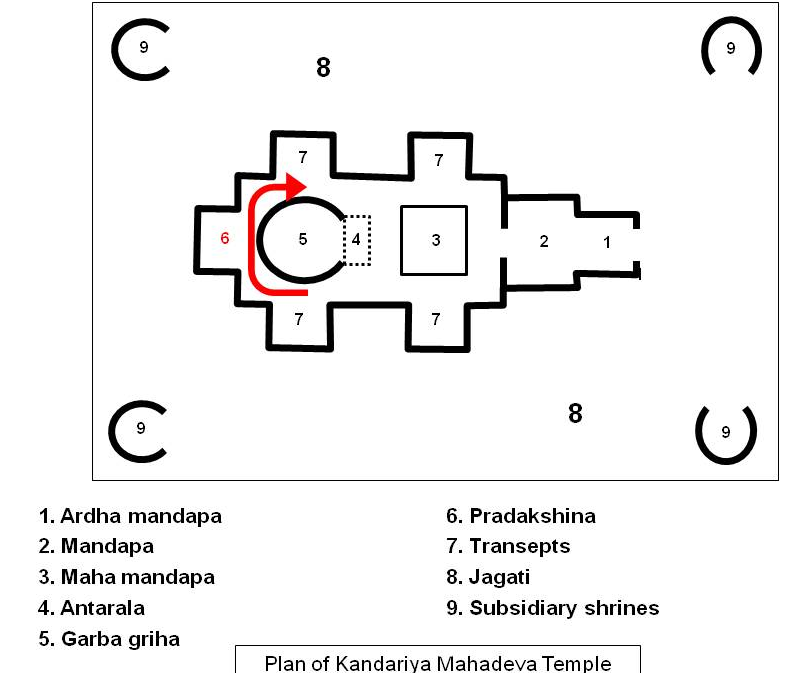 9
9
8
7
7
6
5
4
3
2
1
7
7
8
9
9
1. Ardha mandapa
2. Mandapa
3. Maha mandapa
4. Antarala
5. Garba griha
6. Pradakshina
7. Transepts
8. Jagati
9. Subsidiary shrines
Plan of Kandariya Mahadeva Temple